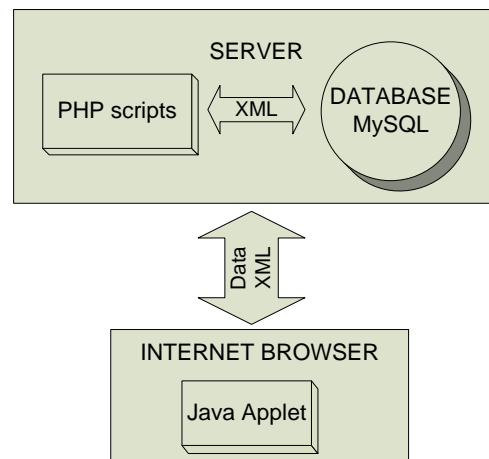 SERVER
PHP scripts
XML
DATABASE
MySQL
Data
XML
INTERNET BROWSER
Java Applet